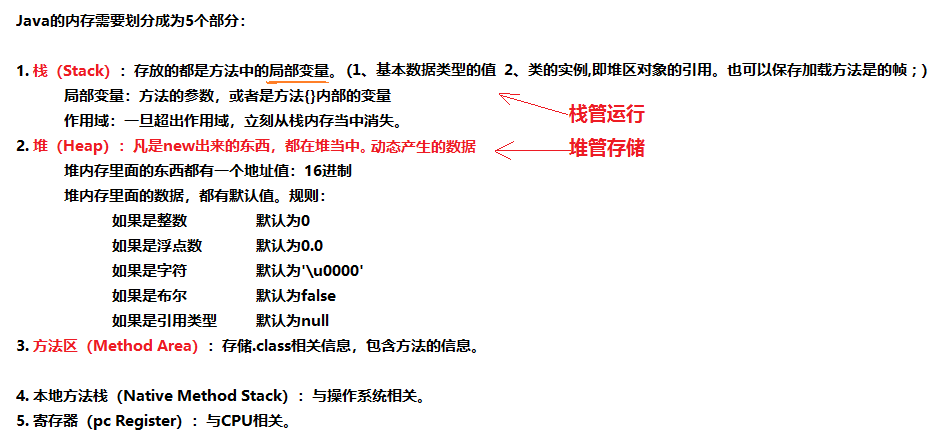 Java的内存需要划分成为5个部分：
1. 栈（Stack）：存放的都是方法中的局部变量。(1、基本数据类型的值 2、类的实例,即堆区对象的引用。也可以保存加载方法是的帧；)
局部变量：方法的参数，或者是方法{}内部的变量
作用域：一旦超出作用域，立刻从栈内存当中消失。
栈管运行
2. 堆（Heap）：凡是new出来的东西，都在堆当中。动态产生的数据
堆管存储
堆内存里面的东西都有一个地址值：16进制
堆内存里面的数据，都有默认值。规则：
如果是整数 默认为0
如果是浮点数 默认为0.0
如果是字符 默认为'\u0000'
如果是布尔 默认为false
如果是引用类型 默认为null
3. 方法区（Method Area）：存储.class相关信息，包含方法的信息。
4. 本地方法栈（Native Method Stack）：与操作系统相关。
5. 寄存器（pc Register）：与CPU相关。